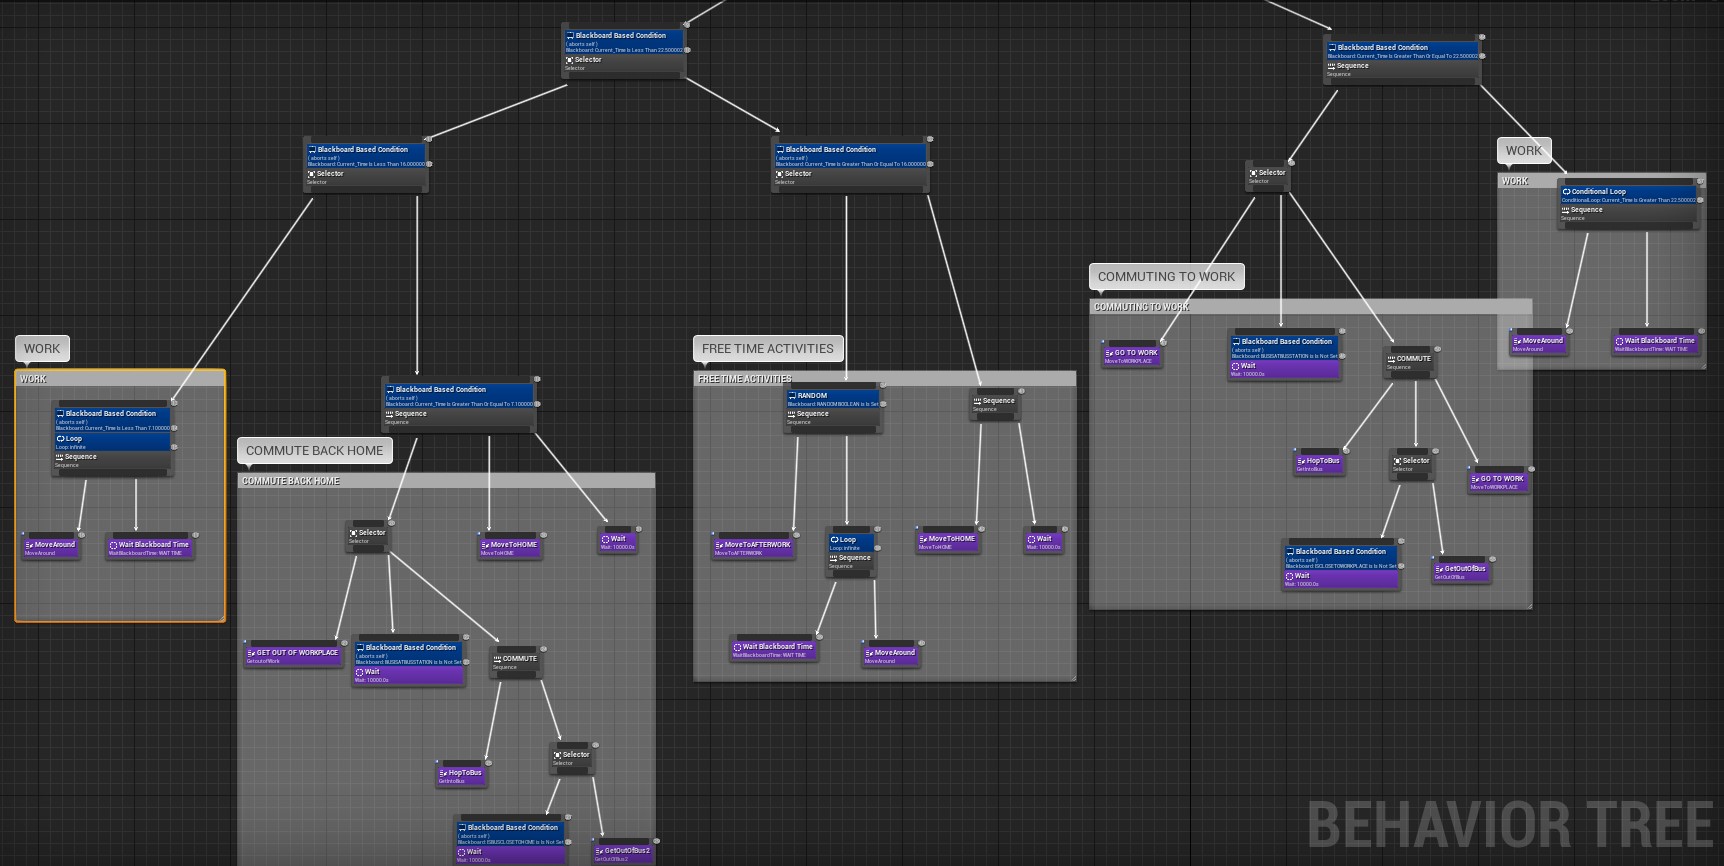 Blackboard Based Condition
( aborts self )
Blackboard: Current_Time is Less Than 22.500002
Selector
Selector
Blackboard Based Condition
( aborts self )
Blackboard: Current_Time is Greater Than Or Equal To 22.500002
Sequence
Sequence
Blackboard Based Condition
( aborts self )
Blackboard: Current_Time is Less Than 16.000000
Selector
Selector
Blackboard Based Condition
( aborts self )
Blackboard: Current_Time is Greater Than Or Equal To 16.000000
Selector
Selector
Selector
Selector
WORK
WORK
Conditional Loop
ConditionalLoop: Current_Time is Greater Than 22.500002
Sequence
Sequence
MoveAround
MoveAround
Wait Blackboard Time
WaitBlackboardTime: WAIT TIME
WORK
WORK
Blackboard Based Condition
( aborts self )
Blackboard: Current_Time is Less Than 7.100000
Loop
Loop: infinite
Sequence
Sequence
MoveAround
MoveAround
Wait Blackboard Time
WaitBlackboardTime: WAIT TIME
Blackboard Based Condition
( aborts self )
Blackboard: Current_Time is Greater Than Or Equal To 7.100000
Sequence
Sequence
COMMUTE BACK HOME
COMMUTE BACK HOME
Selector
Selector
MoveToHOME
MoveToHOME
Wait
Wait: 10000.0s
GET OUT OF WORKPLACE
GetoutofWork
Blackboard Based Condition
( aborts self )
Blackboard: BUSISATBUSSTATION is Is Not Set
Wait
Wait: 10000.0s
COMMUTE
Sequence
HopToBus
GetIntoBus
Selector
Selector
Blackboard Based Condition
( aborts self )
Wait
Wait: 10000.0s
GetOutOfBus2
GetOutOfBus2
FREE TIME ACTIVITIES
FREE TIME ACTIVITIES
RANDOM
Blackboard: RANDOMBOOLEAN is Is Set
Sequence
Sequence
Sequence
Sequence
MoveToAFTERWORK
MoveToAFTERWORK
Loop
Loop: infinite
Sequence
Sequence
MoveToHOME
MoveToHOME
Wait
Wait: 10000.0s
Wait Blackboard Time
WaitBlackboardTime: WAIT TIME
MoveAround
MoveAround
COMMUTING TO WORK
COMMUTING TO WORK
GO TO WORK
MoveToWORKPLACE
Blackboard Based Condition
( aborts self )
Blackboard: BUSISATBUSSTATION is Is Not Set
Wait
Wait: 10000.0s
COMMUTE
Sequence
HopToBus
GetIntoBus
Selector
Selector
GO TO WORK
MoveToWORKPLACE
Blackboard Based Condition
( aborts self )
Blackboard: ISCLOSETOWORKPLACE is Is Not Set
Wait
Wait: 10000.0s
GetOutOfBus
GetOutOfBus
BEHAVIOR TREE